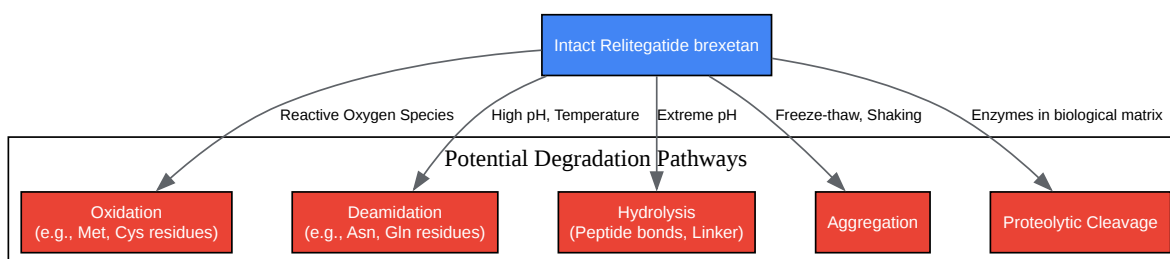 Intact Relitegatide brexetan
Reactive Oxygen Species
High pH, Temperature
Extreme pH
Freeze-thaw, Shaking
Enzymes in biological matrix
Potential Degradation Pathways
Oxidation
(e.g., Met, Cys residues)
Deamidation
(e.g., Asn, Gln residues)
Hydrolysis
(Peptide bonds, Linker)
Aggregation
Proteolytic Cleavage